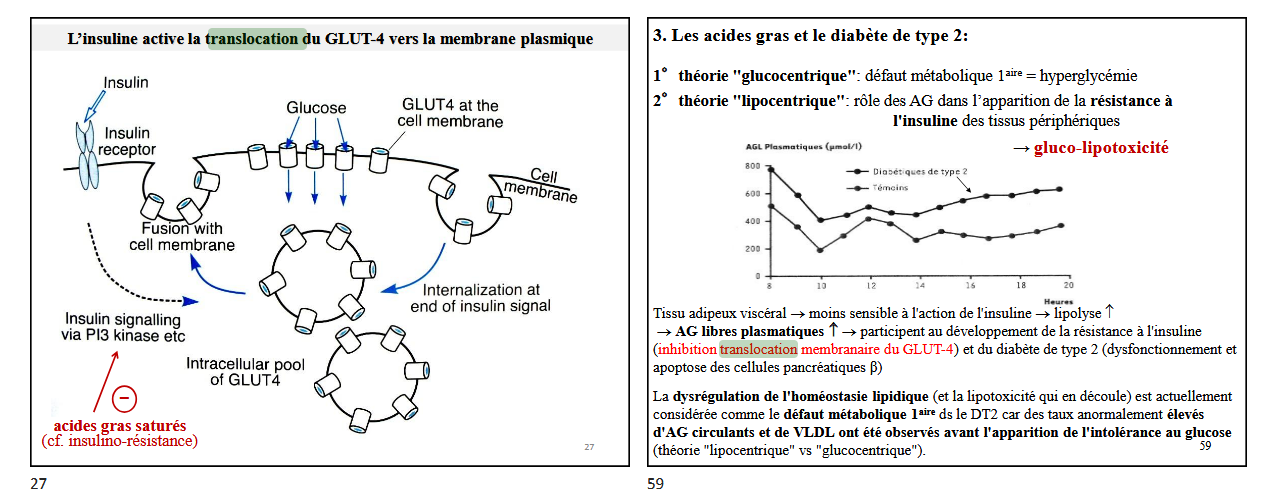 L'insuline active la translocation du GLUT-4 vers la membrane plasmique
Insulin
Insulin
receptor
Glucose
GLUT4 at the
cell membrane
Cell
membrane
Fusion with
cell membrane
Internalization at
end of insulin signal
Insulin signalling
via PI3 kinase etc
Intracellular pool
of GLUT4
−
acides gras saturés
(cf. insulino-résistance)
27
27
3. Les acides gras et le diabète de type 2:
1° théorie "glucocentrique": défaut métabolique 1aire = hyperglycémie
2° théorie "lipocentrique": rôle des AG dans l'apparition de la résistance à
l'insuline des tissus périphériques
→ gluco-lipotoxicité
AGL Plasmatiques (µmol/l)
800
600
400
200
0
Diabétiques de type 2
Témoins
8 10 12 14 16 18 20
Heures
Tissu adipeux viscéral → moins sensible à l'action de l'insuline → lipolyse ↑
→ AG libres plasmatiques ↑ → participent au développement de la résistance à l'insuline
(inhibition translocation membranaire du GLUT-4) et du diabète de type 2 (dysfonctionnement et
apoptose des cellules pancréatiques β)
La dysrégulation de l'homéostasie lipidique (et la lipotoxicité qui en découle) est actuellement
considérée comme le défaut métabolique 1aire ds le DT2 car des taux anormalement élevés
d'AG circulants et de VLDL ont été observés avant l'apparition de l'intolérance au glucose
(théorie "lipocentrique" vs "glucocentrique").
59
59